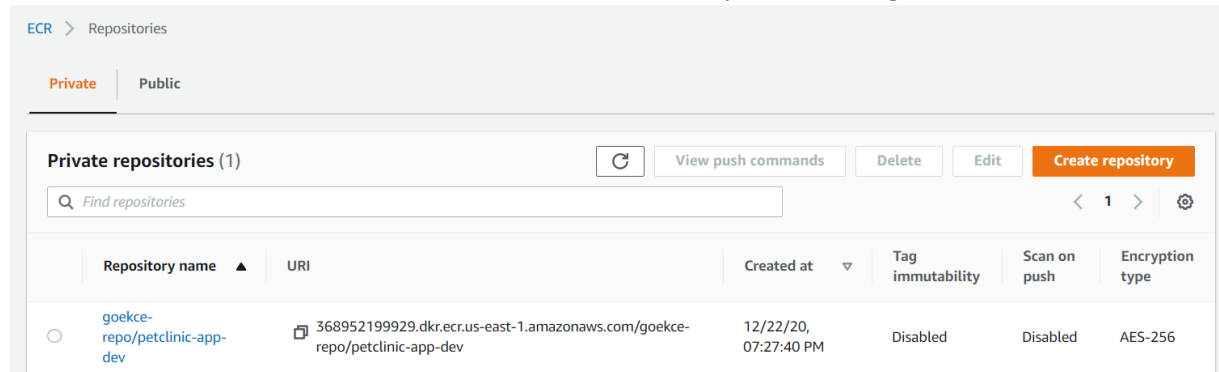 ECR > Repositories
Private Public
Private repositories (1) View push commands Delete Edit Create repository
Find repositories < 1 >
Repository name ▲ URI Created at ▽ Tag immutability Scan on push Encryption type
goekce-repo/petclinic-app-dev 368952199929.dkr.ecr.us-east-1.amazonaws.com/goekce-repo/petclinic-app-dev 12/22/20, 07:27:40 PM Disabled Disabled AES-256